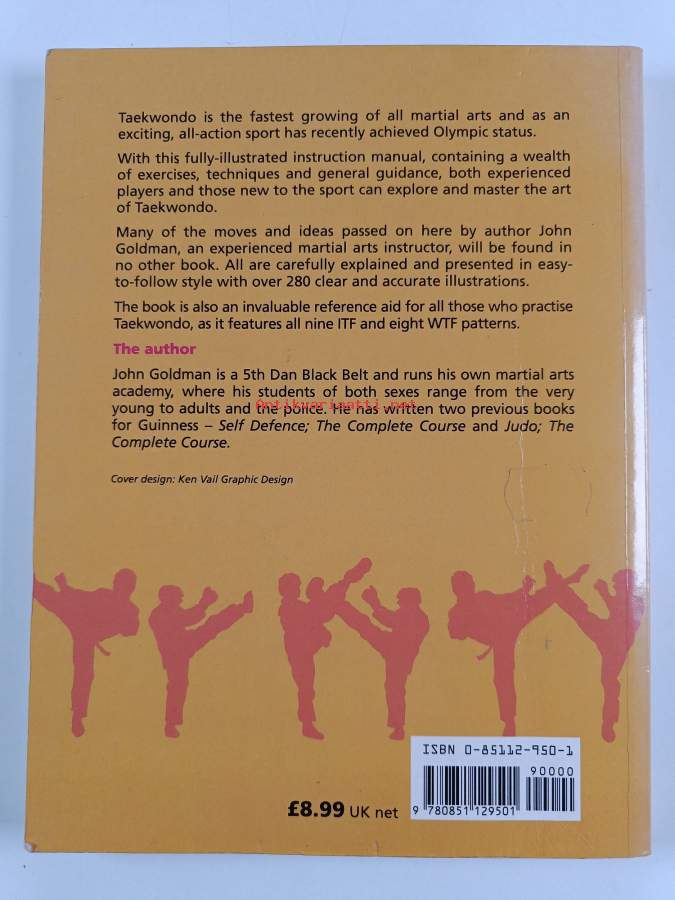 Taekwondo is the fastest growing of all martial arts and as an
exciting, all-action sport has recently achieved Olympic status.
With this fully-illustrated instruction manual, containing a wealth
of exercises, techniques and general guidance, both experienced
players and those new to the sport can explore and master the art
of Taekwondo.
Many of the moves and ideas passed on here by author John
Goldman, an experienced martial arts instructor, will be found in
no other book. All are carefully explained and presented in easy-
to-follow style with over 280 clear and accurate illustrations.
The book is also an invaluable reference aid for all those who practise
Taekwondo, as it features all nine ITF and eight WTF patterns.
The author
John Goldman is a 5th Dan Black Belt and runs his own martial arts
academy, where his students of both sexes range from the very
young to adults and the police. He has written two previous books
Antikvariaatti.net
for Guinness – Self Defence; The Complete Course and Judo; The
Complete Course.
Cover design: Ken Vail Graphic Design
ISBN 0-85112-950-1
90000
9 780851 129501
£8.99 UK net